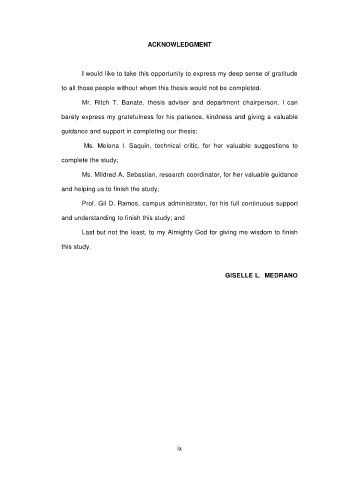 ACKNOWLEDGMENT
I would like to take this opportunity to express my deep sense of gratitude
to all those people without whom this thesis would not be completed.
Mr. Ritch T. Banate, thesis adviser and department chairperson, I can
barely express my gratefulness for his patience, kindness and giving a valuable
guidance and support in completing our thesis;
Ms. Melona I. Saquin, technical critic, for her valuable suggestions to
complete the study;
Ms. Mildred A. Sebastian, research coordinator, for her valuable guidance
and helping us to finish the study;
Prof. Gil D. Ramos, campus administrator, for his full continuous support
and understanding to finish this study; and
Last but not the least, to my Almighty God for giving me wisdom to finish
this study.
GISELLE L. MEDRANO
ix